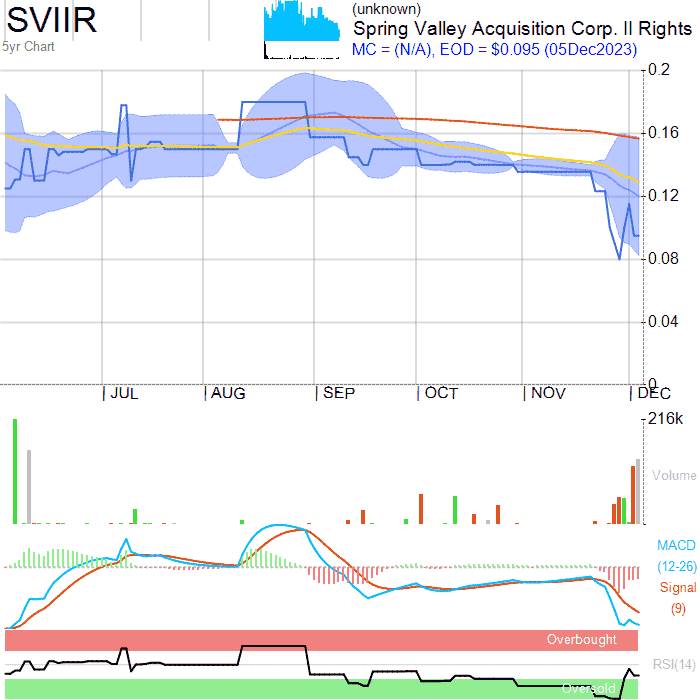 SVIIR
5yr Chart
(unknown)
Spring Valley Acquisition Corp. II Rights
MC = (N/A), EOD = $0.095 (05Dec2023)
0.2
0.16
0.12
0.08
0.04
0
JUL AUG SEP OCT NOV DEC
216k
Volume
MACD
(12-26)
Signal
(9)
Overbought
RSI(14)
Oversold